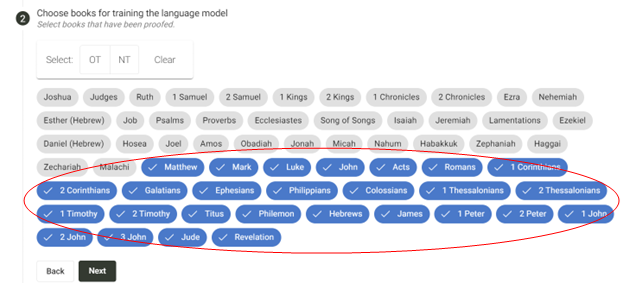 2 Choose books for training the language model
Select books that have been proofed.
Select: OT NT Clear
Joshua Judges Ruth 1 Samuel 2 Samuel 1 Kings 2 Kings 1 Chronicles 2 Chronicles Ezra Nehemiah
Esther (Hebrew) Job Psalms Proverbs Ecclesiastes Song of Songs Isaiah Jeremiah Lamentations Ezekiel
Daniel (Hebrew) Hosea Joel Amos Obadiah Jonah Micah Nahum Habakkuk Zephaniah Haggai
Zechariah Malachi Matthew Mark Luke John Acts Romans 1 Corinthians
2 Corinthians Galatians Ephesians Philippians Colossians 1 Thessalonians 2 Thessalonians
1 Timothy 2 Timothy Titus Philemon Hebrews James 1 Peter 2 Peter 1 John
2 John 3 John Jude Revelation
Back Next